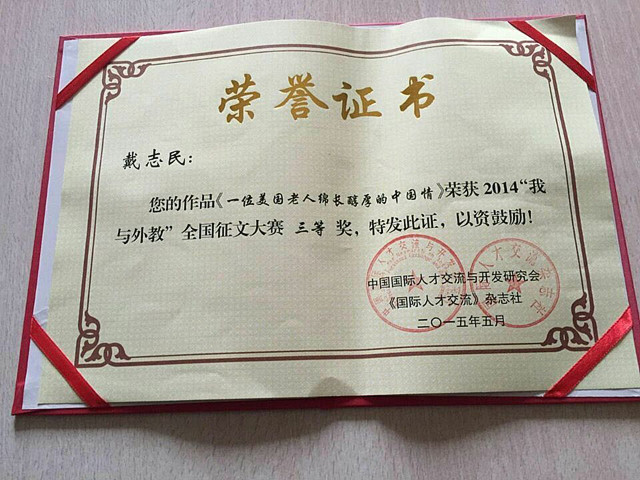 荣誉证书
戴志民：
您的作品《一位美国老人绵长醇厚的中国情》荣获2014“我
与外教”全国征文大赛 三等 奖，特发此证，以资鼓励！
中国国际人才交流与开发研究会
《国际人才交流》杂志社
二〇一五年五月